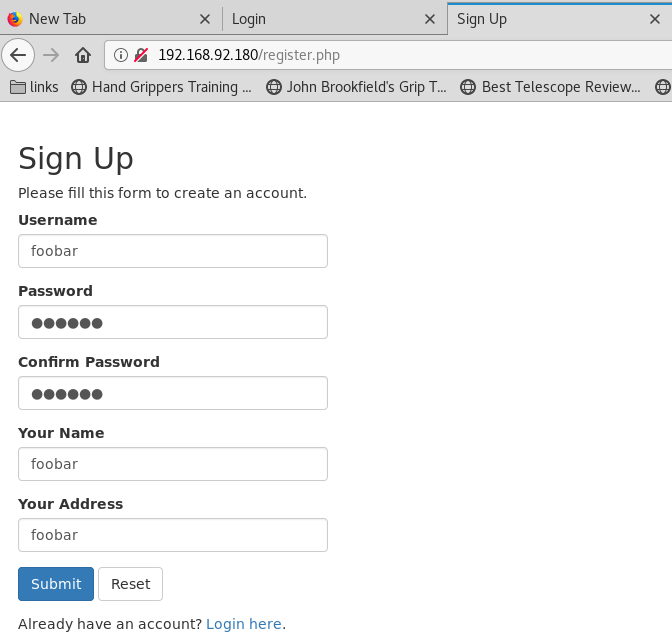 New Tab
Login
Sign Up
192.168.92.180/register.php
links
Hand Grippers Training ...
John Brookfield's Grip T...
Best Telescope Review...
Sign Up
Please fill this form to create an account.
Username
foobar
Password
●●●●●●
Confirm Password
●●●●●●
Your Name
foobar
Your Address
foobar
Submit
Reset
Already have an account? Login here.